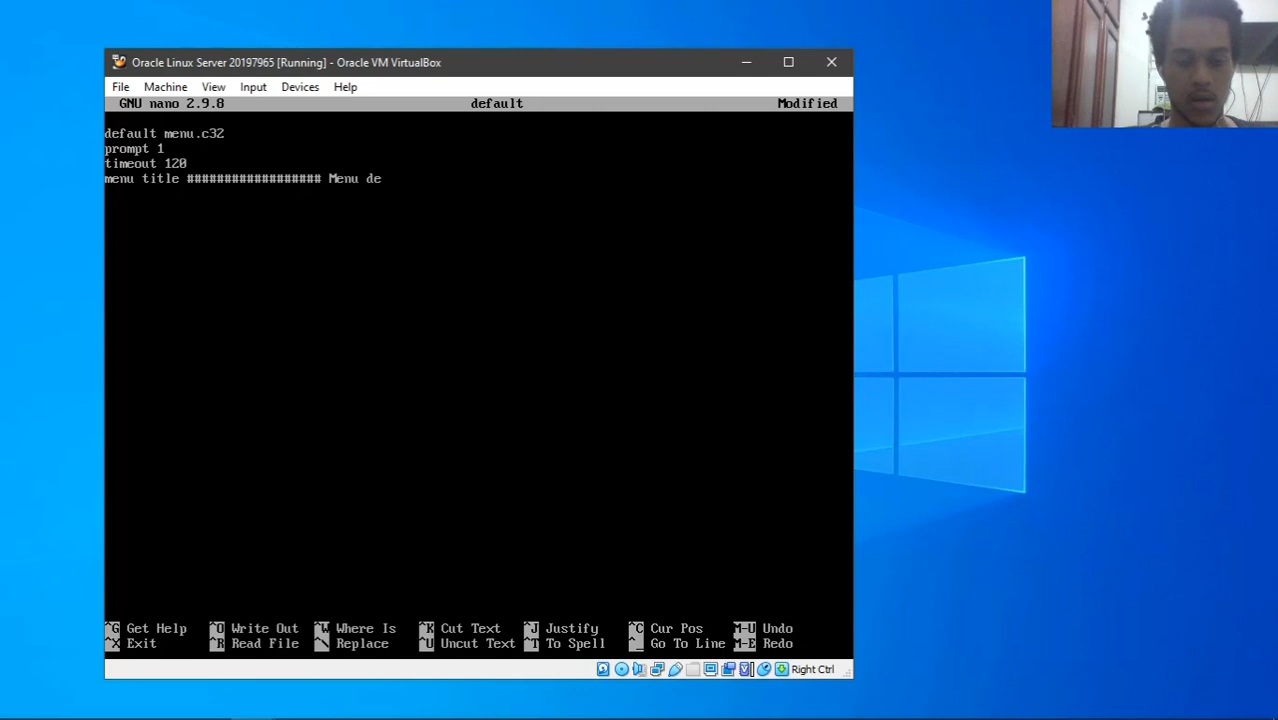 Oracle Linux Server 20197965 [Running] - Oracle VM VirtualBox
File Machine View Input Devices Help
GNU nano 2.9.8 default Modified
default menu.c32
prompt 1
timeout 120
menu title ################## Menu de
^G Get Help ^O Write Out ^W Where Is ^K Cut Text ^J Justify ^C Cur Pos M-U Undo
^X Exit ^R Read File ^\ Replace ^U Uncut Text ^T To Spell ^_ Go To Line M-E Redo
Right Ctrl